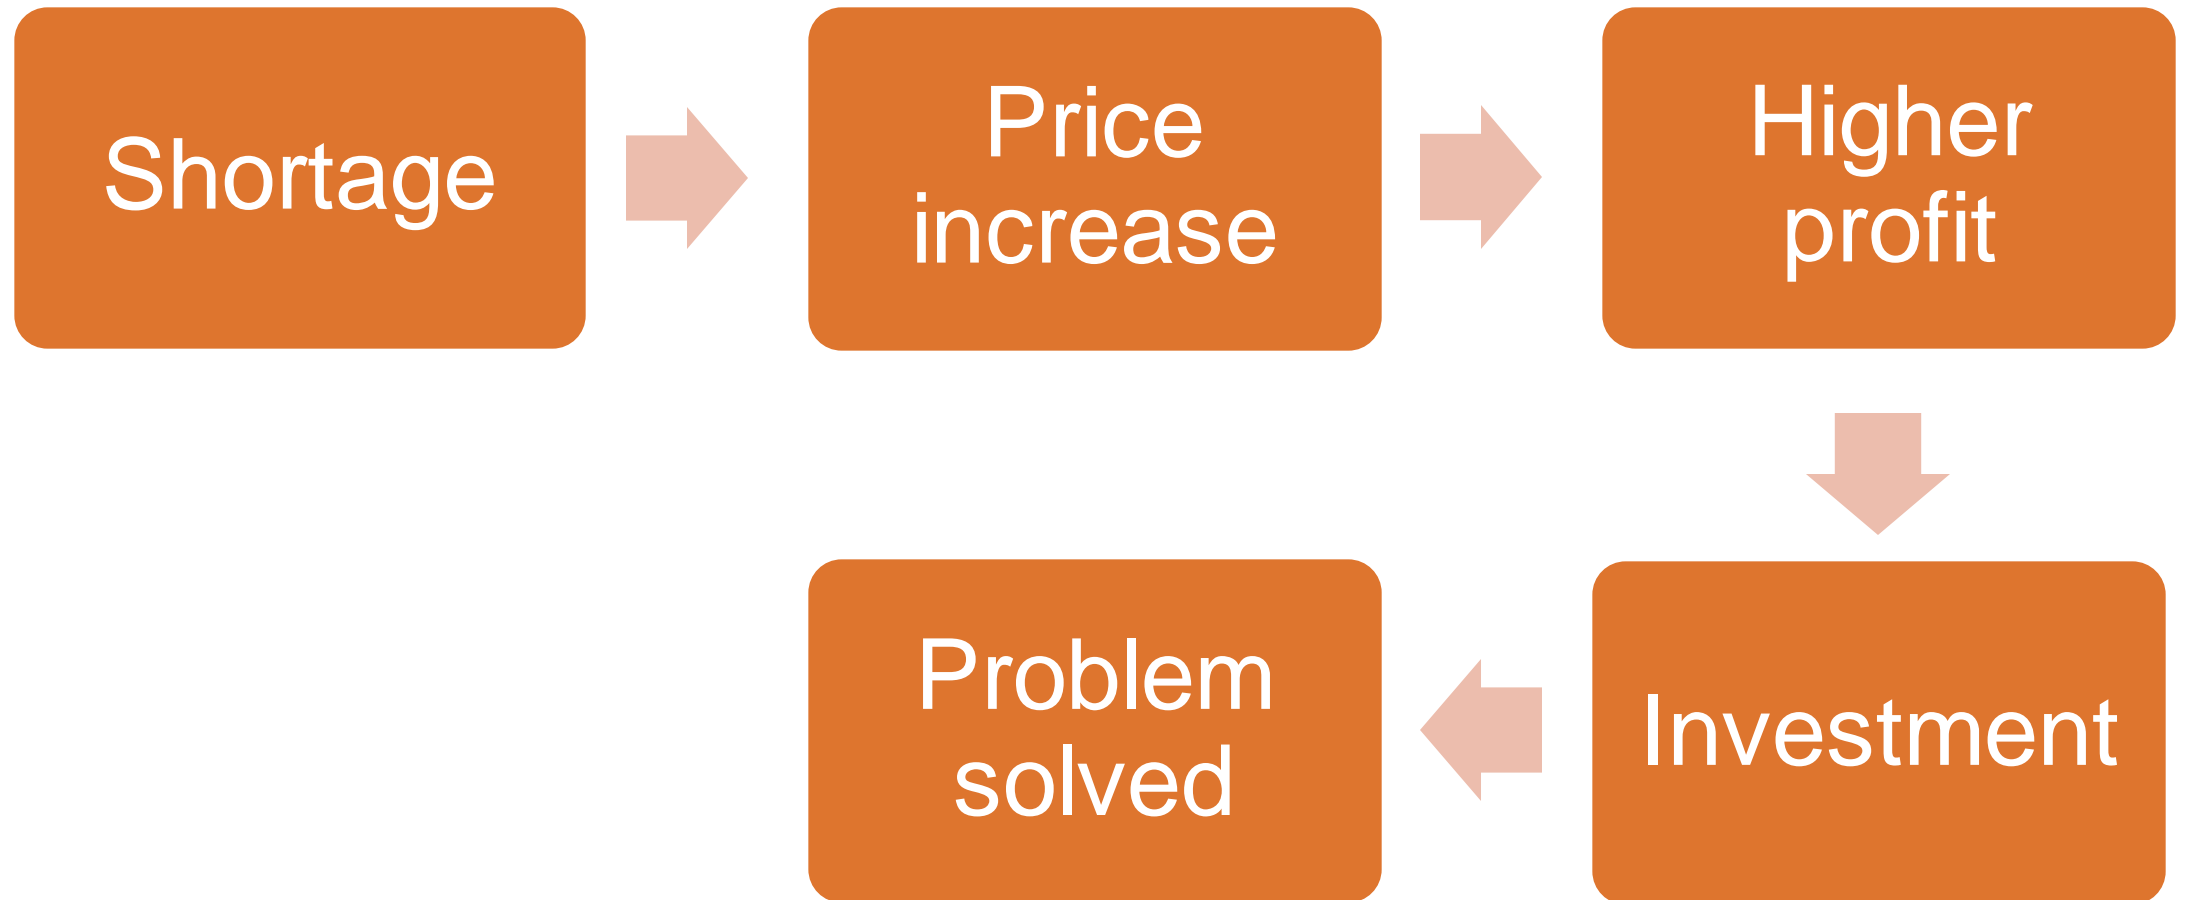 Shortage
Price
increase
Higher
profit
Investment
Problem
solved